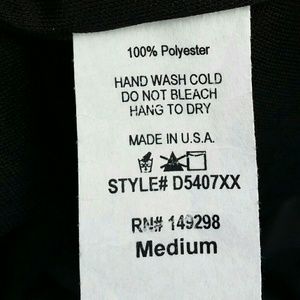 100% Polyester
HAND WASH COLD
DO NOT BLEACH
HANG TO DRY
MADE IN U.S.A.
STYLE# D5407XX
RN# 149298
Medium